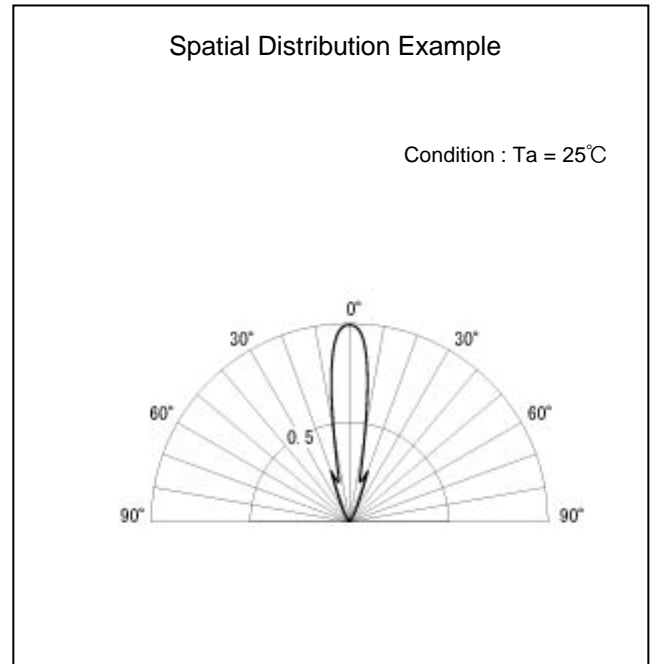 Spatial Distribution Example
Condition : Ta = 25℃
0°
30° 30°
60° 60°
0. 5
90° 90°